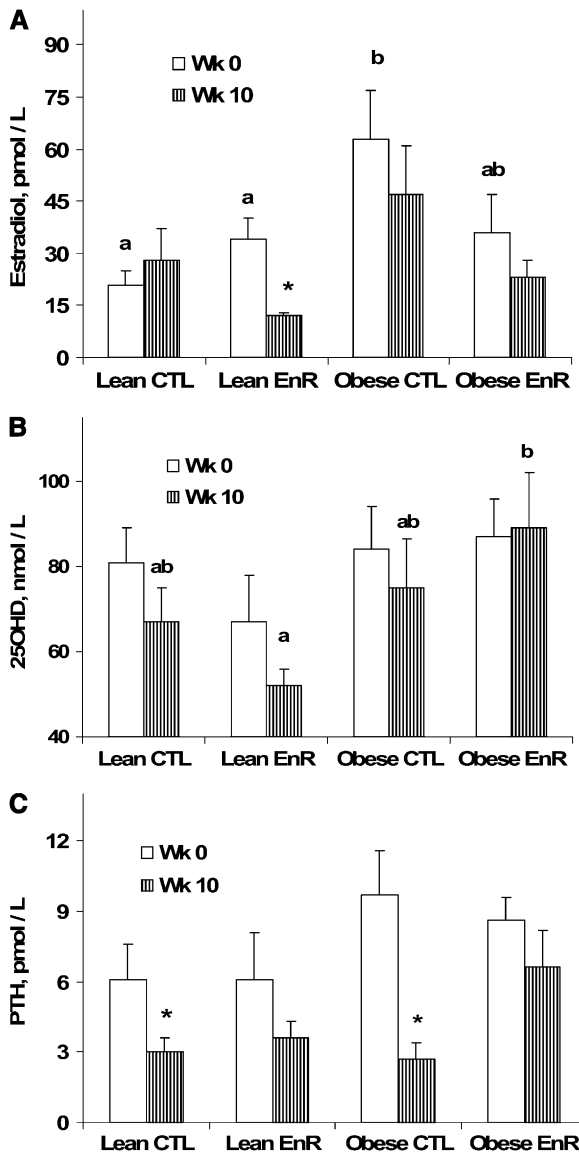 A
Estradiol, pmol / L
90
75
60
45
30
15
0
Wk 0
Wk 10
a
a
*
b
ab
Lean CTL Lean EnR Obese CTL Obese EnR
B
25OHD, nmol / L
100
80
60
40
Wk 0
Wk 10
ab
a
ab
b
Lean CTL Lean EnR Obese CTL Obese EnR
C
PTH, pmol / L
12
9
6
3
0
Wk 0
Wk 10
*
*
Lean CTL Lean EnR Obese CTL Obese EnR